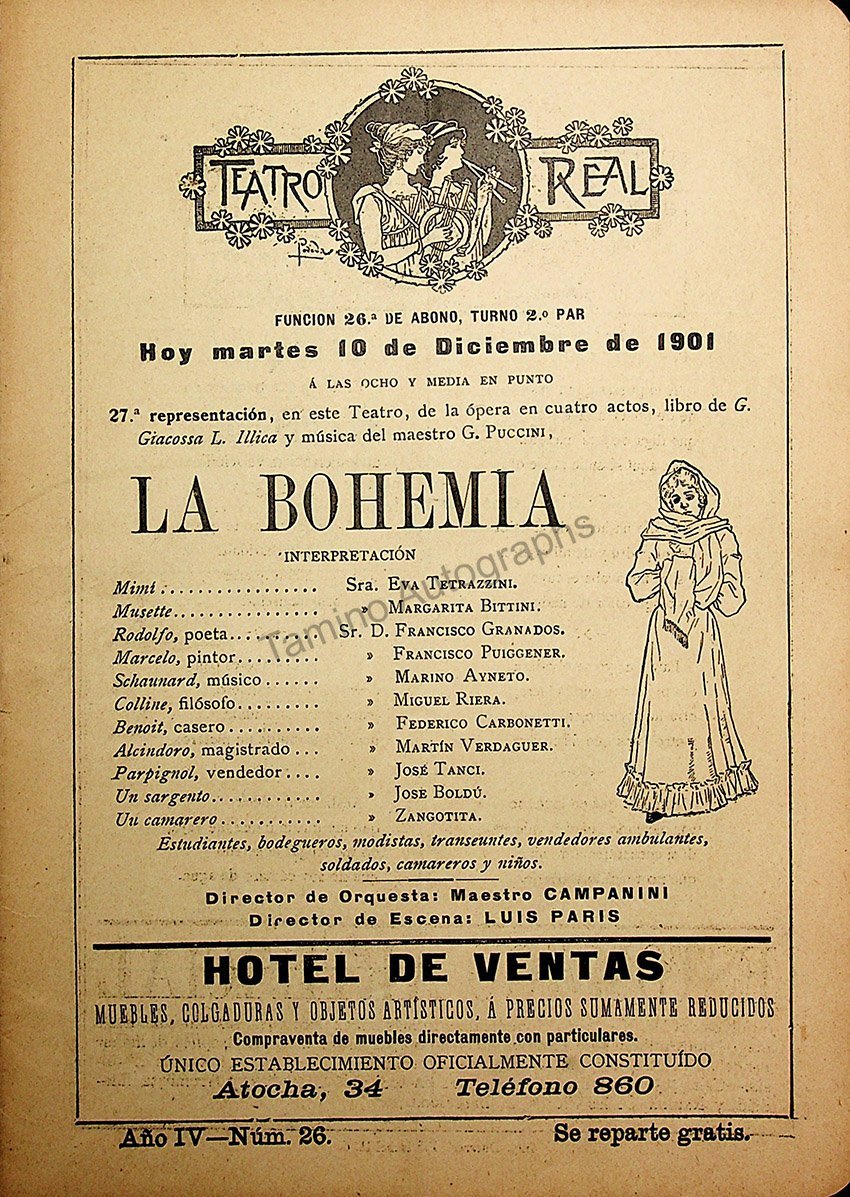 TEATRO REAL
FUNCION 26.ª DE ABONO, TURNO 2.º PAR
Hoy martes 10 de Diciembre de 1901
Á LAS OCHO Y MEDIA EN PUNTO
27.ª representación, en este Teatro, de la ópera en cuatro actos, libro de G.
Giacossa L. Illica y música del maestro G. PUCCINI,
LA BOHEMIA
INTERPRETACIÓN
Mimí.................. Sra. EVA TETRAZZINI.
Musette................. » MARGARITA BITTINI.
Rodolfo, poeta.......... Sr. D. FRANCISCO GRANADOS.
Marcelo, pintor......... » FRANCISCO PUIGGENER.
Schaunard, músico...... » MARINO AYNETO.
Colline, filósofo......... » MIGUEL RIERA.
Benoit, casero.......... » FEDERICO CARBONETTI.
Alcindoro, magistrado... » MARTÍN VERDAGUER.
Parpignol, vendedor.... » JOSÉ TANCI.
Un sargento............ » JOSE BOLDÚ.
Un camarero........... » ZANGOTITA.
Estudiantes, bodegueros, modistas, transeuntes, vendedores ambulantes,
soldados, camareros y niños.
Director de Orquesta: Maestro CAMPANINI
Director de Escena: LUIS PARIS
HOTEL DE VENTAS
MUEBLES, COLGADURAS Y OBJETOS ARTÍSTICOS, Á PRECIOS SUMAMENTE REDUCIDOS
Compraventa de muebles directamente con particulares.
ÚNICO ESTABLECIMIENTO OFICIALMENTE CONSTITUÍDO
Atocha, 34 Teléfono 860
Año IV—Núm. 26. Se reparte gratis.
Tamino Autographs